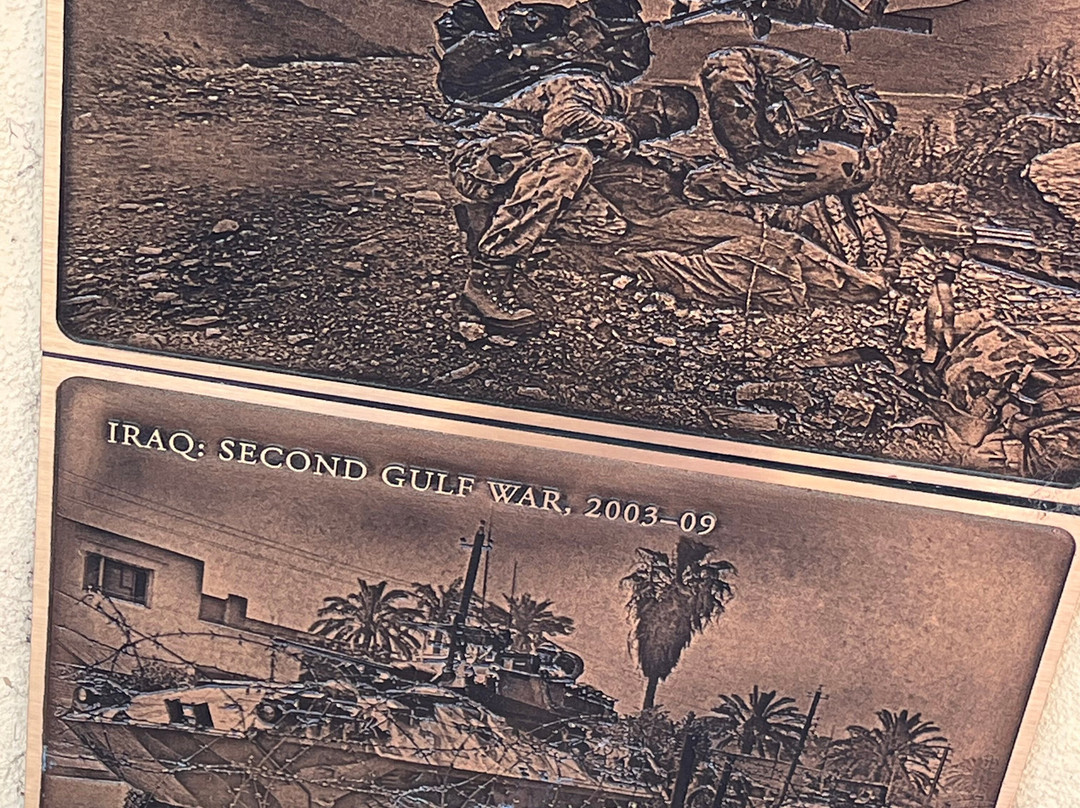 IRAQ: SECOND GULF WAR, 2003–09